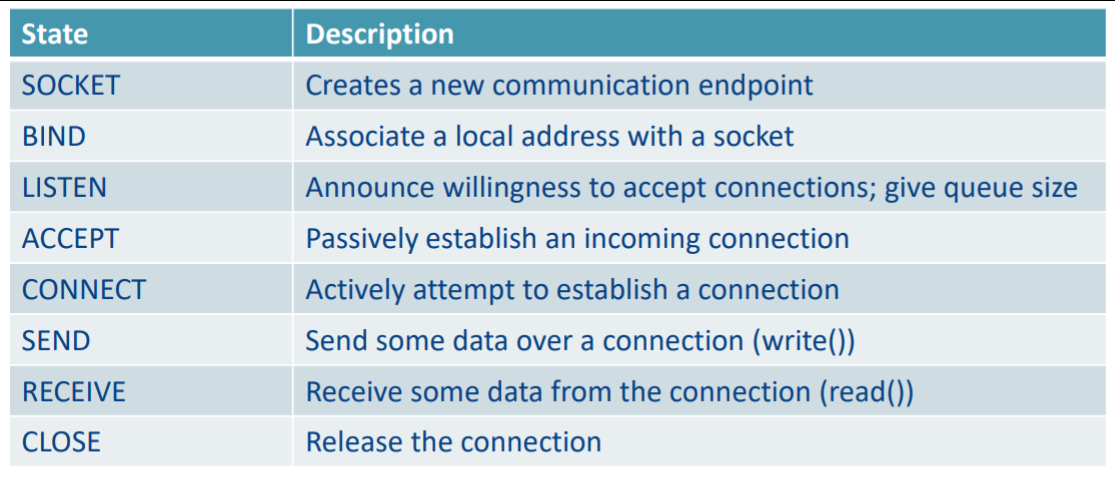 State Description
SOCKET Creates a new communication endpoint
BIND Associate a local address with a socket
LISTEN Announce willingness to accept connections; give queue size
ACCEPT Passively establish an incoming connection
CONNECT Actively attempt to establish a connection
SEND Send some data over a connection (write())
RECEIVE Receive some data from the connection (read())
CLOSE Release the connection